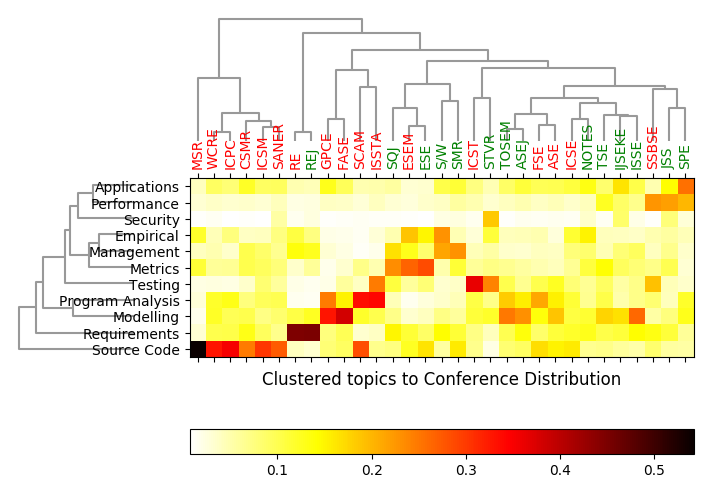 MSR
WCRE
ICPC
CSMR
ICSM
SANER
RE
REJ
GPCE
FASE
SCAM
ISSTA
SQJ
ESEM
ESE
S/W
SMR
ICST
STVR
TOSEM
ASEJ
FSE
ASE
ICSE
NOTES
TSE
IJSEKE
ISSE
SSBSE
JSS
SPE
Applications
Performance
Security
Empirical
Management
Metrics
Testing
Program Analysis
Modelling
Requirements
Source Code
Clustered topics to Conference Distribution
0.1 0.2 0.3 0.4 0.5